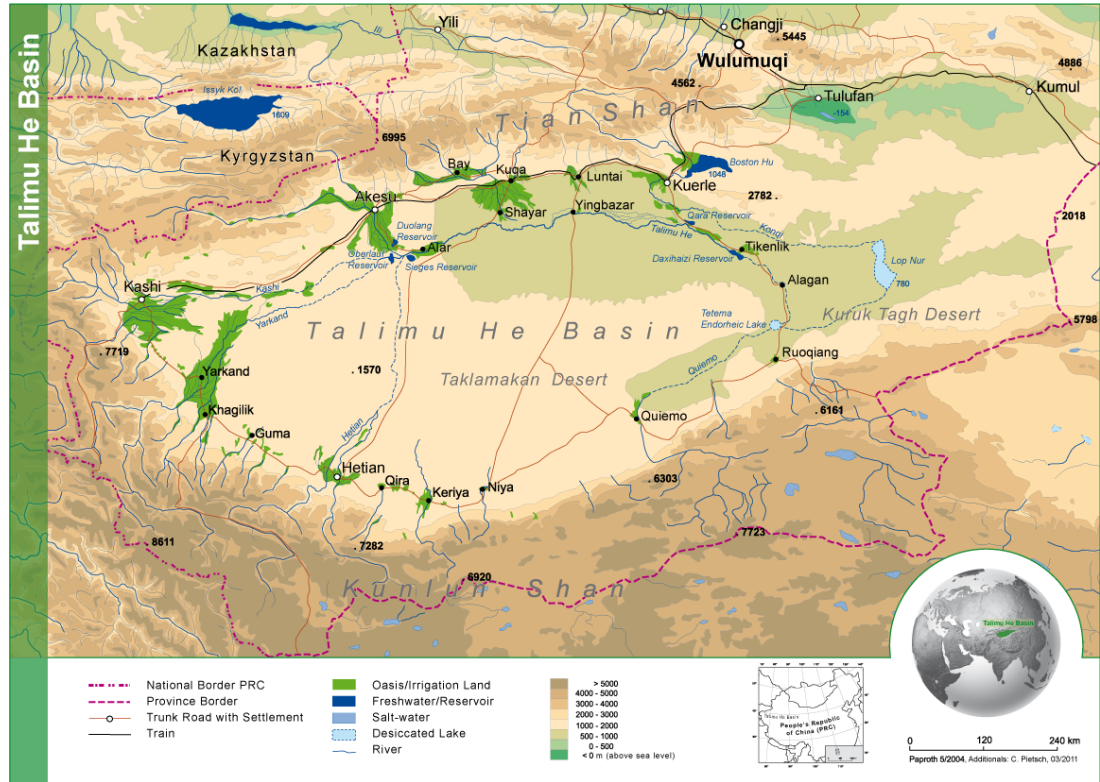 Talimu He Basin
Kazakhstan
Yili
Ili
Changji
.5445
Wulumuqi
4886
Issyk Kol
1609
4562.
Tulufan
-154
Kumul
Tian Shan
6995
Kyrgyzstan
Bay
Kuqa
Luntai
Boston Hu
1048
Kuerle
2782.
Akesu
Shayar
Yingbazar
Qara Reservoir
2018
Duolang
Reservoir
Talimu He
Konqi
Alar
Tikenlik
Oberlauf
Reservoir
Sieges Reservoir
Daxihaizi Reservoir
Lop Nur
780
Kashi
Kashi
Alagan
Yarkand
Talimu He Basin
Tetema
Endorheic Lake
Kuruk Tagh Desert
5798
.7719
.1570
Taklamakan Desert
Ruoqiang
Quiemo
Yarkand
Khagilik
Quiemo
.6161
Guma
Hetian
Hetian
Qira
Keriya
Niya
.6303
.8611
.7282
.7723
6920
Kunlun Shan
Talimu He Basin
National Border PRC
Province Border
Trunk Road with Settlement
Train
Oasis/Irrigation Land
Freshwater/Reservoir
Salt-water
Desiccated Lake
River
> 5000
4000 - 5000
3000 - 4000
2000 - 3000
1000 - 2000
500 - 1000
0 - 500
< 0 m (above sea level)
Talimu He Basin
People's Republic
of China (PRC)
0 120 240 km
Paproth 5/2004, Additionals: C. Pietsch, 03/2011